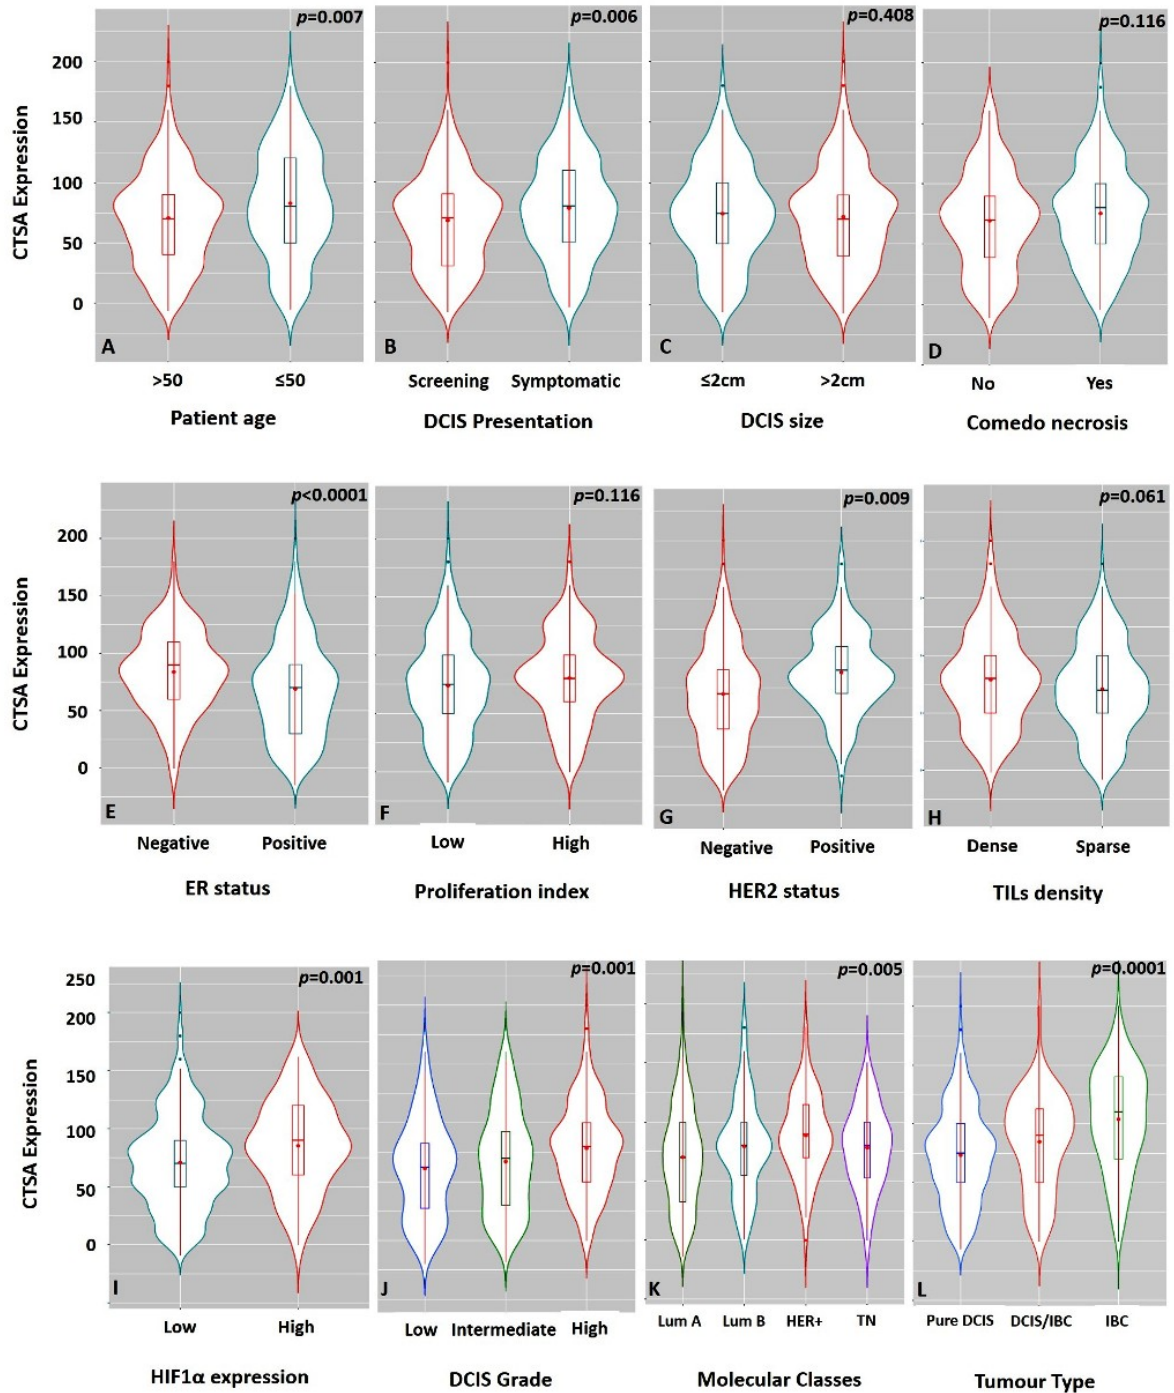 p=0.007 p=0.006 p=0.408 p=0.116
200
150
100
50
0
CTSA Expression
A B C D
>50 ≤50 Screening Symptomatic ≤2cm >2cm No Yes
Patient age DCIS Presentation DCIS size Comedo necrosis
p<0.0001 p=0.116 p=0.009 p=0.061
200
150
100
50
0
CTSA Expression
E F G H
Negative Positive Low High Negative Positive Dense Sparse
ER status Proliferation index HER2 status TILs density
p=0.001 p=0.001 p=0.005 p=0.0001
250
200
150
100
50
0
CTSA Expression
I J K L
Low High Low Intermediate High Lum A Lum B HER+ TN Pure DCIS DCIS/IBC IBC
HIF1α expression DCIS Grade Molecular Classes Tumour Type